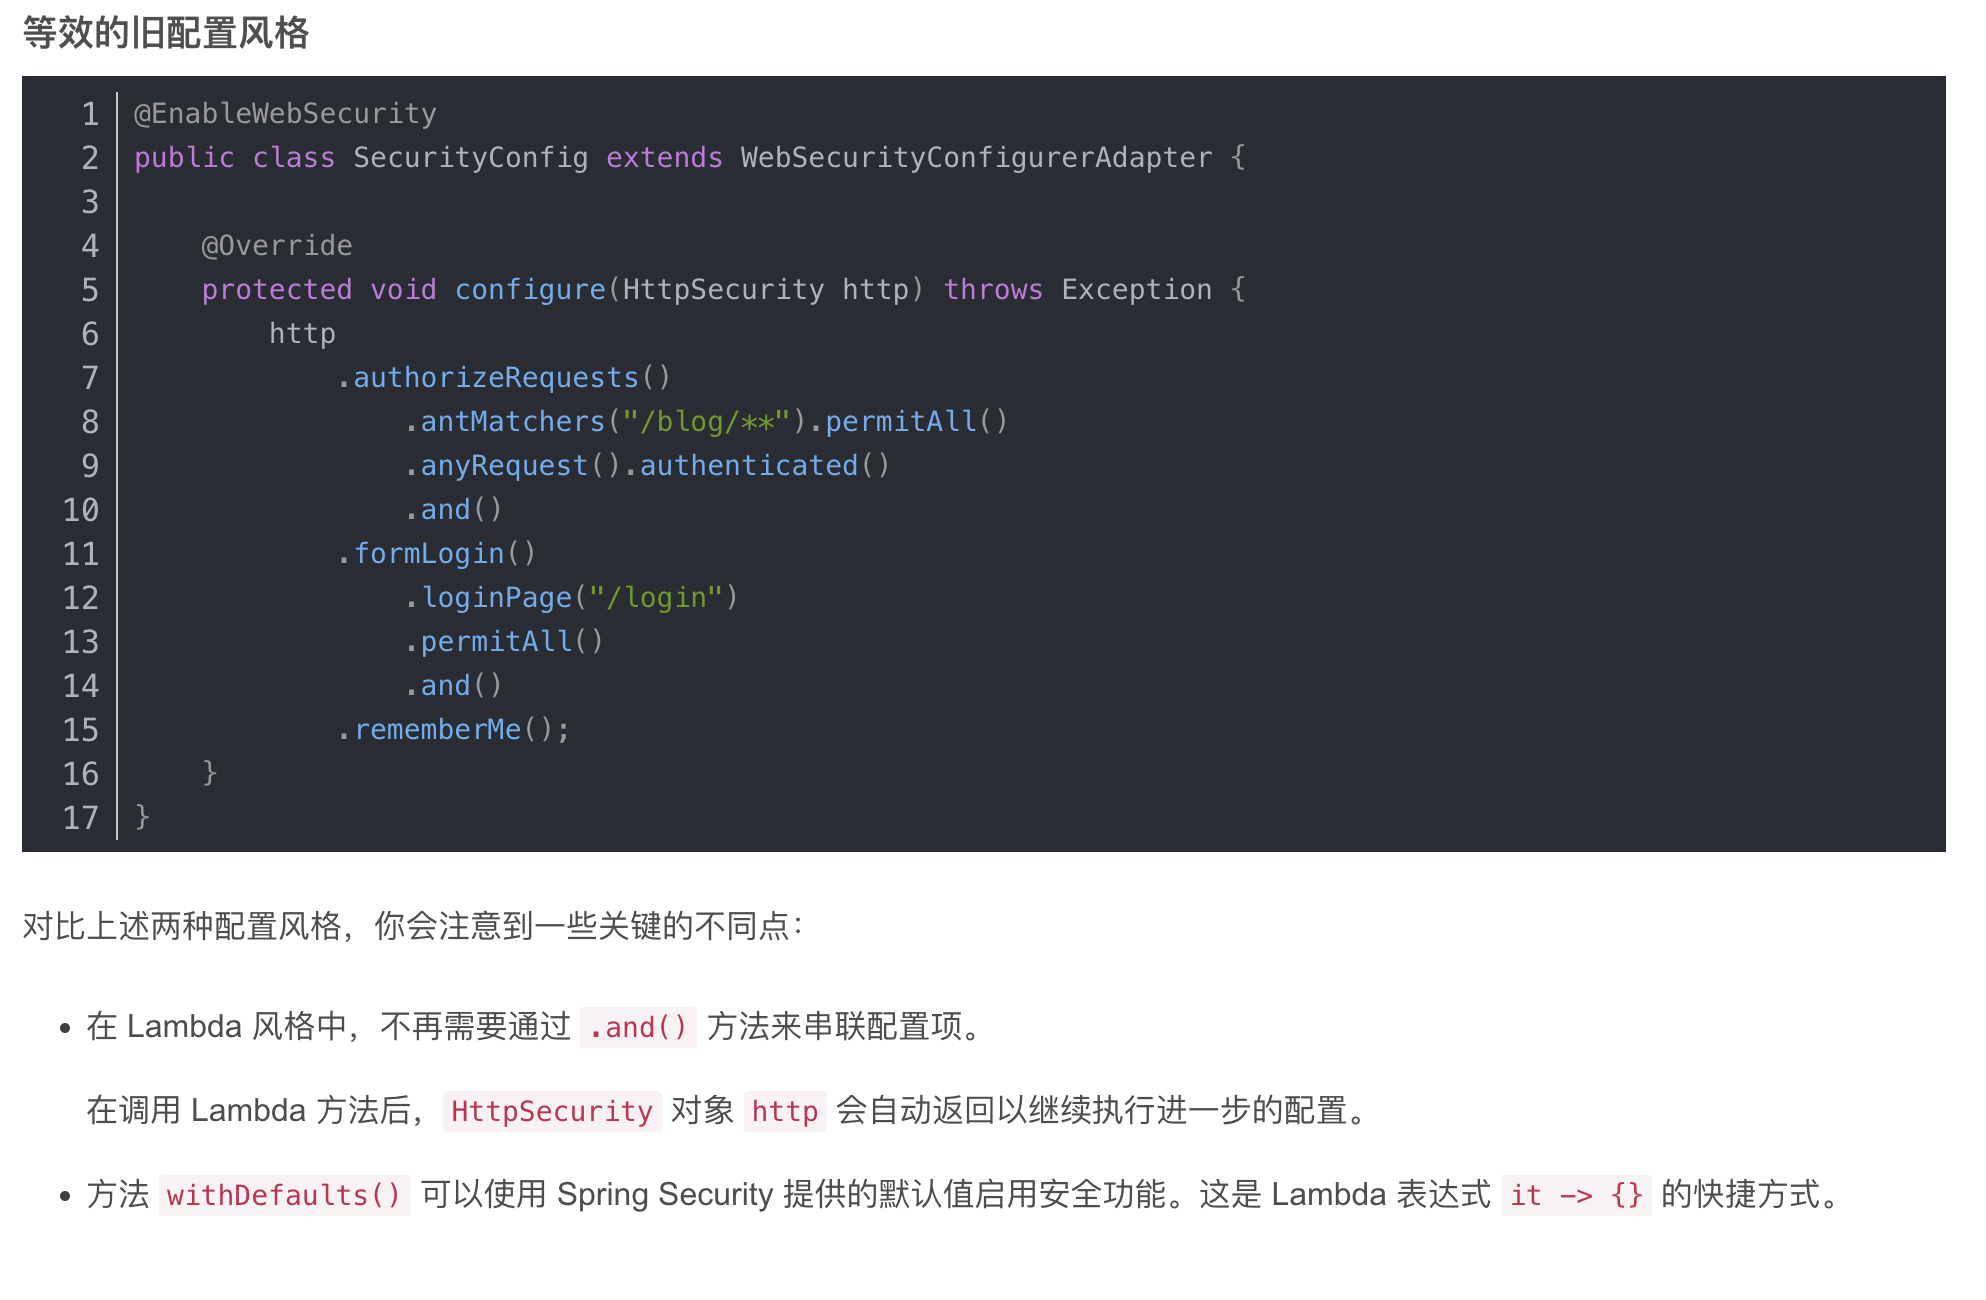 等效的旧配置风格
1 @EnableWebSecurity
2 public class SecurityConfig extends WebSecurityConfigurerAdapter {
3
4     @Override
5     protected void configure(HttpSecurity http) throws Exception {
6         http
7             .authorizeRequests()
8                 .antMatchers("/blog/**").permitAll()
9                 .anyRequest().authenticated()
10                 .and()
11             .formLogin()
12                 .loginPage("/login")
13                 .permitAll()
14                 .and()
15             .rememberMe();
16     }
17 }
对比上述两种配置风格，你会注意到一些关键的不同点：
• 在 Lambda 风格中，不再需要通过 .and() 方法来串联配置项。
在调用 Lambda 方法后，HttpSecurity 对象 http 会自动返回以继续执行进一步的配置。
• 方法 withDefaults() 可以使用 Spring Security 提供的默认值启用安全功能。这是 Lambda 表达式 it -> {} 的快捷方式。